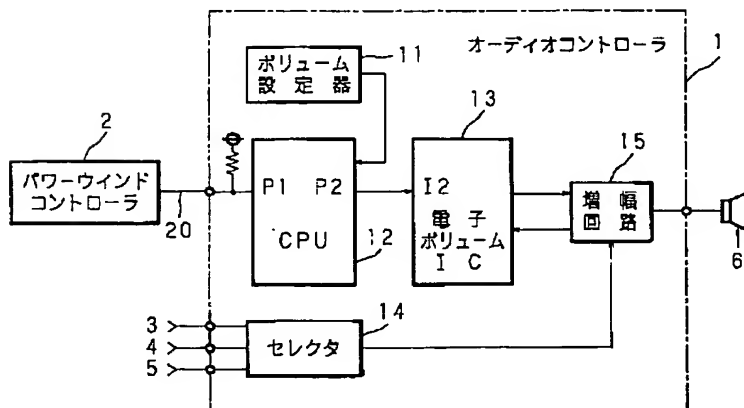 オーディオコントローラ
1
11
ボリューム
設定器
2
パワーウインド
コントローラ
20
P1 P2
CPU
12
13
I2
電子
ボリューム
IC
15
増幅
回路
6
3
4
5
14
セレクタ